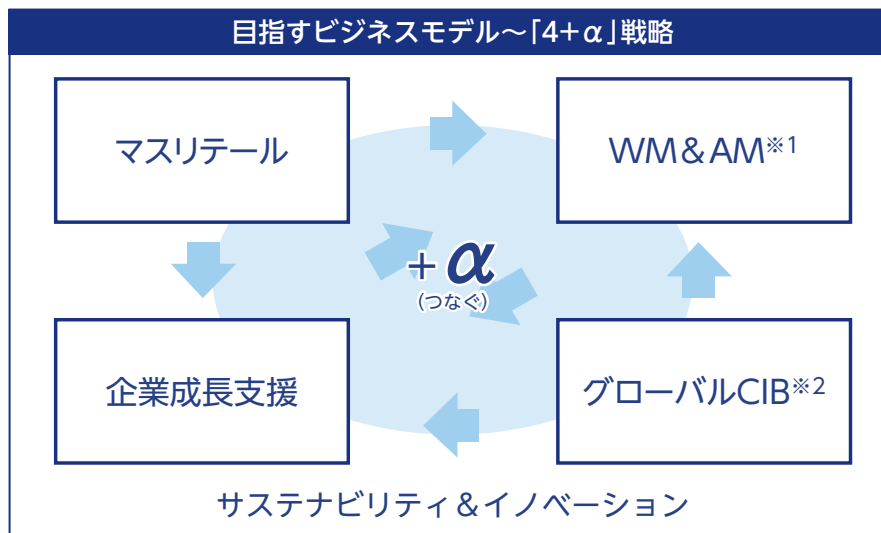 目指すビジネスモデル～「4+α」戦略
マスリテール
WM＆AM※1
+α
(つなぐ)
企業成長支援
グローバルCIB※2
サステナビリティ＆イノベーション